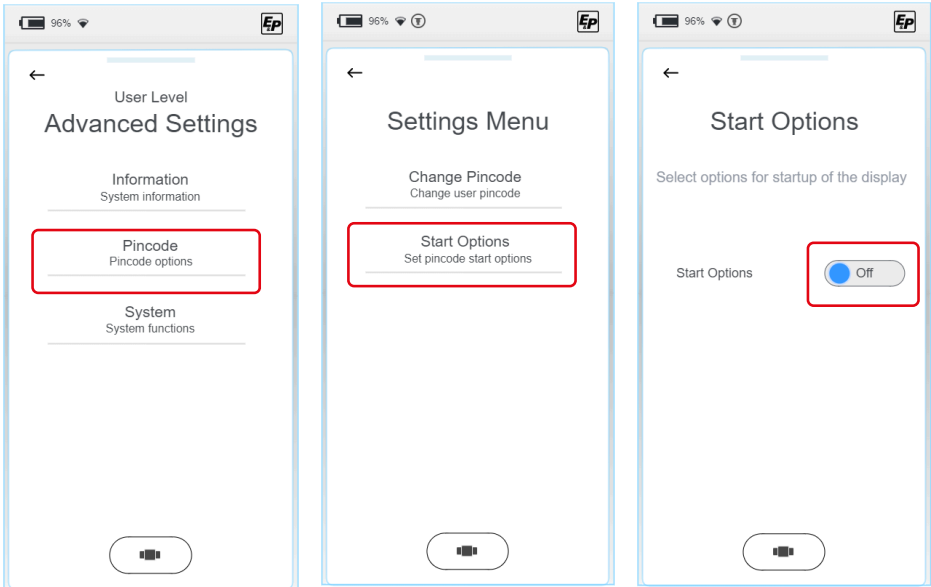 96%
EP
User Level
Advanced Settings
Information
System information
Pincode
Pincode options
System
System functions
96%
EP
Settings Menu
Change Pincode
Change user pincode
Start Options
Set pincode start options
96%
EP
Start Options
Select options for startup of the display
Start Options
Off